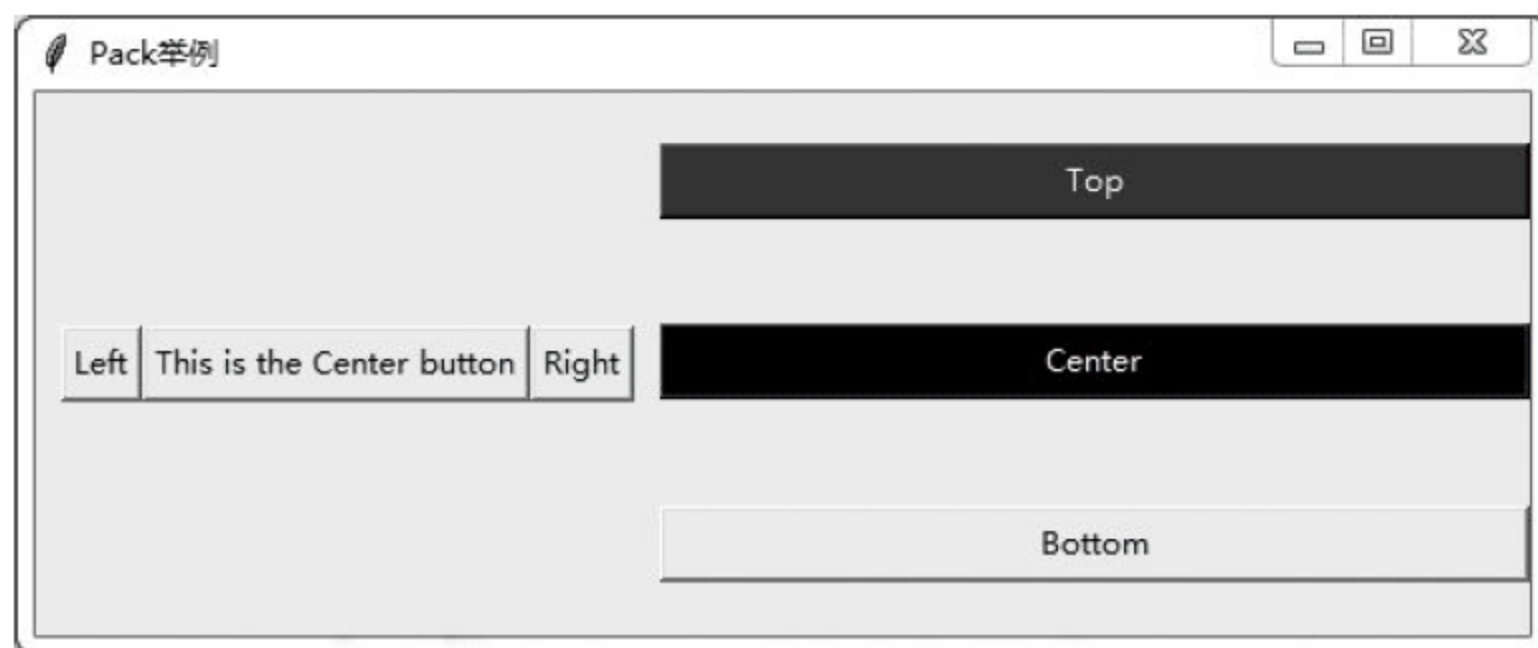 Pack举例
Top
Left This is the Center button Right Center
Bottom